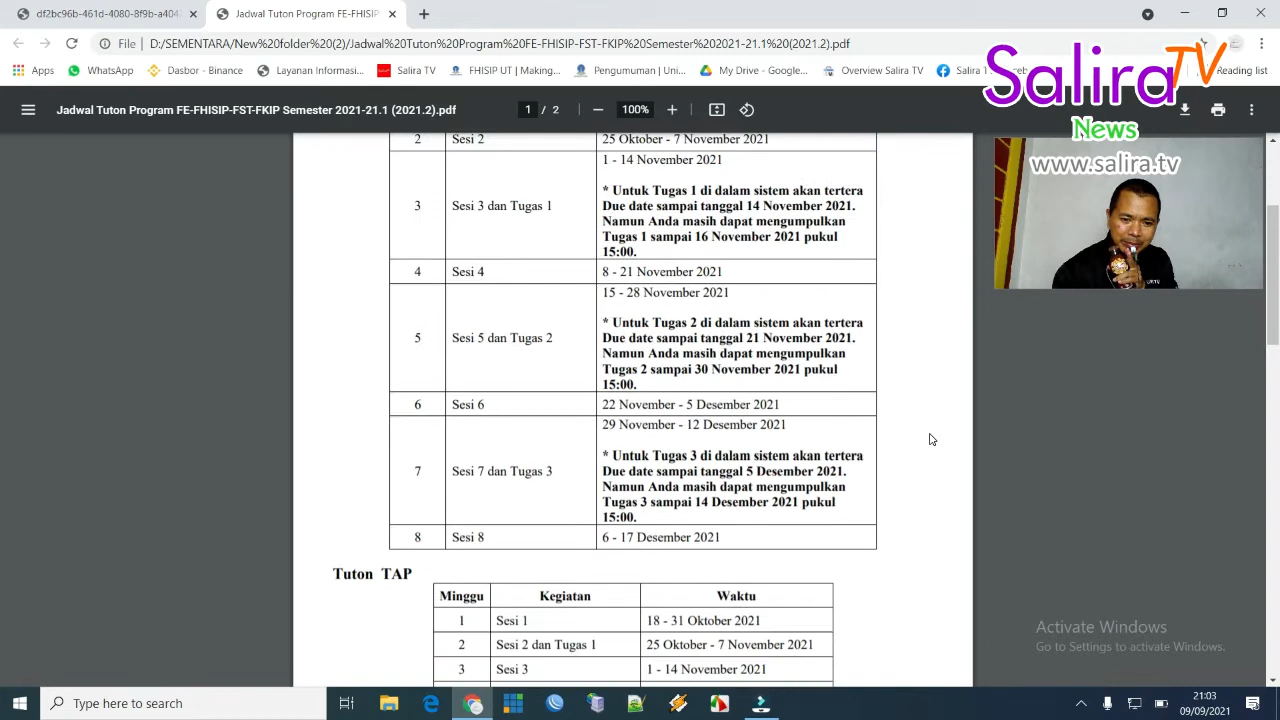 df2bc96b-461d-4080-8f9b-a404
Jadwal Tuton Program FE-FHISIP
File
D:/SEMENTARA/New%20folder%20(2)/Jadwal%20Tuton%20Program%20FE-FHISIP-FST-FKIP%20Semester%202021-21.1%20(2021.2).pdf
Apps
WhatsApp
Dasbor - Binance
Layanan Informasi...
Salira TV
FHISIP UT | Making...
Pengumuman | Uni...
My Drive - Google...
Overview Salira TV
Reading list
Salira TV
News
www.salira.tv
Jadwal Tuton Program FE-FHISIP-FST-FKIP Semester 2021-21.1 (2021.2).pdf
1 / 2
100%
2 Sesi 2 25 Oktober - 7 November 2021
1 - 14 November 2021
* Untuk Tugas 1 di dalam sistem akan tertera
Due date sampai tanggal 14 November 2021.
3 Sesi 3 dan Tugas 1
Namun Anda masih dapat mengumpulkan
Tugas 1 sampai 16 November 2021 pukul
15:00.
4 Sesi 4 8 - 21 November 2021
15 - 28 November 2021
* Untuk Tugas 2 di dalam sistem akan tertera
5 Sesi 5 dan Tugas 2
Due date sampai tanggal 21 November 2021.
Namun Anda masih dapat mengumpulkan
Tugas 2 sampai 30 November 2021 pukul
15:00.
6 Sesi 6 22 November - 5 Desember 2021
29 November - 12 Desember 2021
* Untuk Tugas 3 di dalam sistem akan tertera
7 Sesi 7 dan Tugas 3
Due date sampai tanggal 5 Desember 2021.
Namun Anda masih dapat mengumpulkan
Tugas 3 sampai 14 Desember 2021 pukul
15:00.
8 Sesi 8 6 - 17 Desember 2021
Tuton TAP
Minggu Kegiatan Waktu
1 Sesi 1 18 - 31 Oktober 2021
2 Sesi 2 dan Tugas 1 25 Oktober - 7 November 2021
3 Sesi 3 1 - 14 November 2021
Activate Windows
Go to Settings to activate Windows.
Type here to search
21:03
09/09/2021